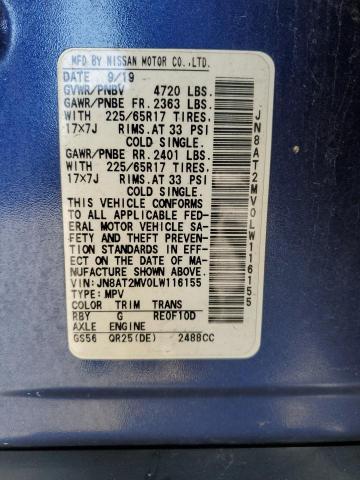 MFD BY NISSAN MOTOR CO.,LTD.
DATE 9/19
GVWR/PNBV 4720 LBS.
GAWR/PNBE FR. 2363 LBS.
WITH 225/65R17 TIRES,
17X7J RIMS.AT 33 PSI
COLD SINGLE.
GAWR/PNBE RR. 2401 LBS.
WITH 225/65R17 TIRES,
17X7J RIMS.AT 33 PSI
COLD SINGLE.
THIS VEHICLE CONFORMS
TO ALL APPLICABLE FED-
ERAL MOTOR VEHICLE SA-
FETY AND THEFT PREVEN-
TION STANDARDS IN EFF-
ECT ON THE DATE OF MA-
NUFACTURE SHOWN ABOVE.
VIN:JN8AT2MV0LW116155
TYPE:MPV
COLOR TRIM TRANS
RBY G RE0F10D
AXLE ENGINE
GS56 QR25(DE) 2488CC
JN8AT2MV0LW116155